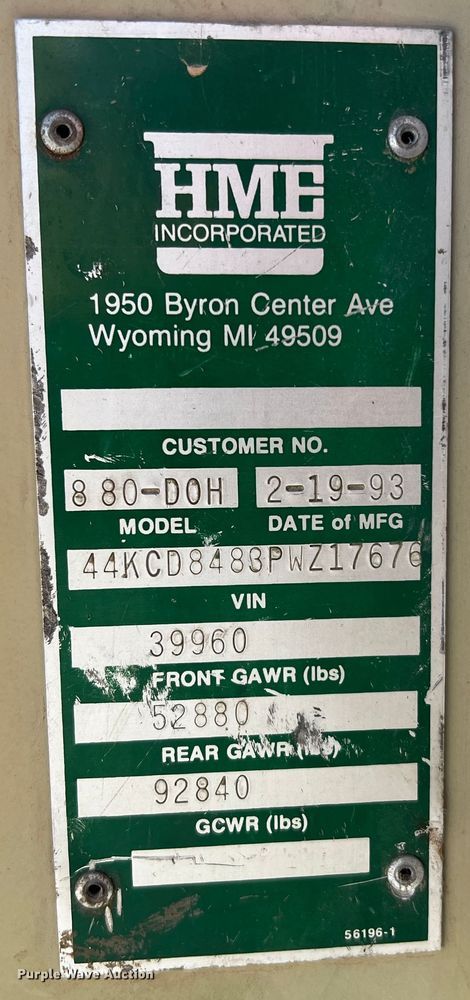 HME
INCORPORATED
1950 Byron Center Ave
Wyoming MI 49509
CUSTOMER NO.
880-DOH 2-19-93
MODEL DATE of MFG
44KCD8483PWZ17676
VIN
39960
FRONT GAWR (lbs)
52880
REAR GAWR (lbs)
92840
GCWR (lbs)
56196-1
Purple Wave Auction